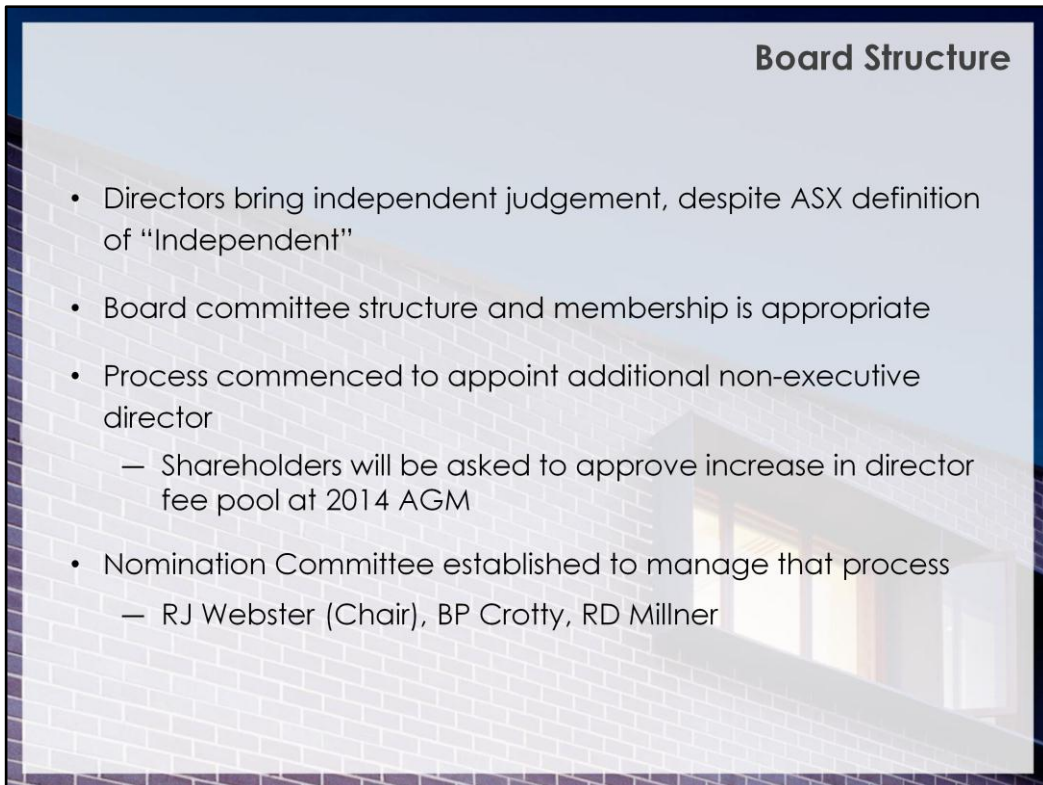 Board Structure
• Directors bring independent judgement, despite ASX definition
of “Independent”
• Board committee structure and membership is appropriate
• Process commenced to appoint additional non-executive
director
— Shareholders will be asked to approve increase in director
fee pool at 2014 AGM
• Nomination Committee established to manage that process
— RJ Webster (Chair), BP Crotty, RD Millner